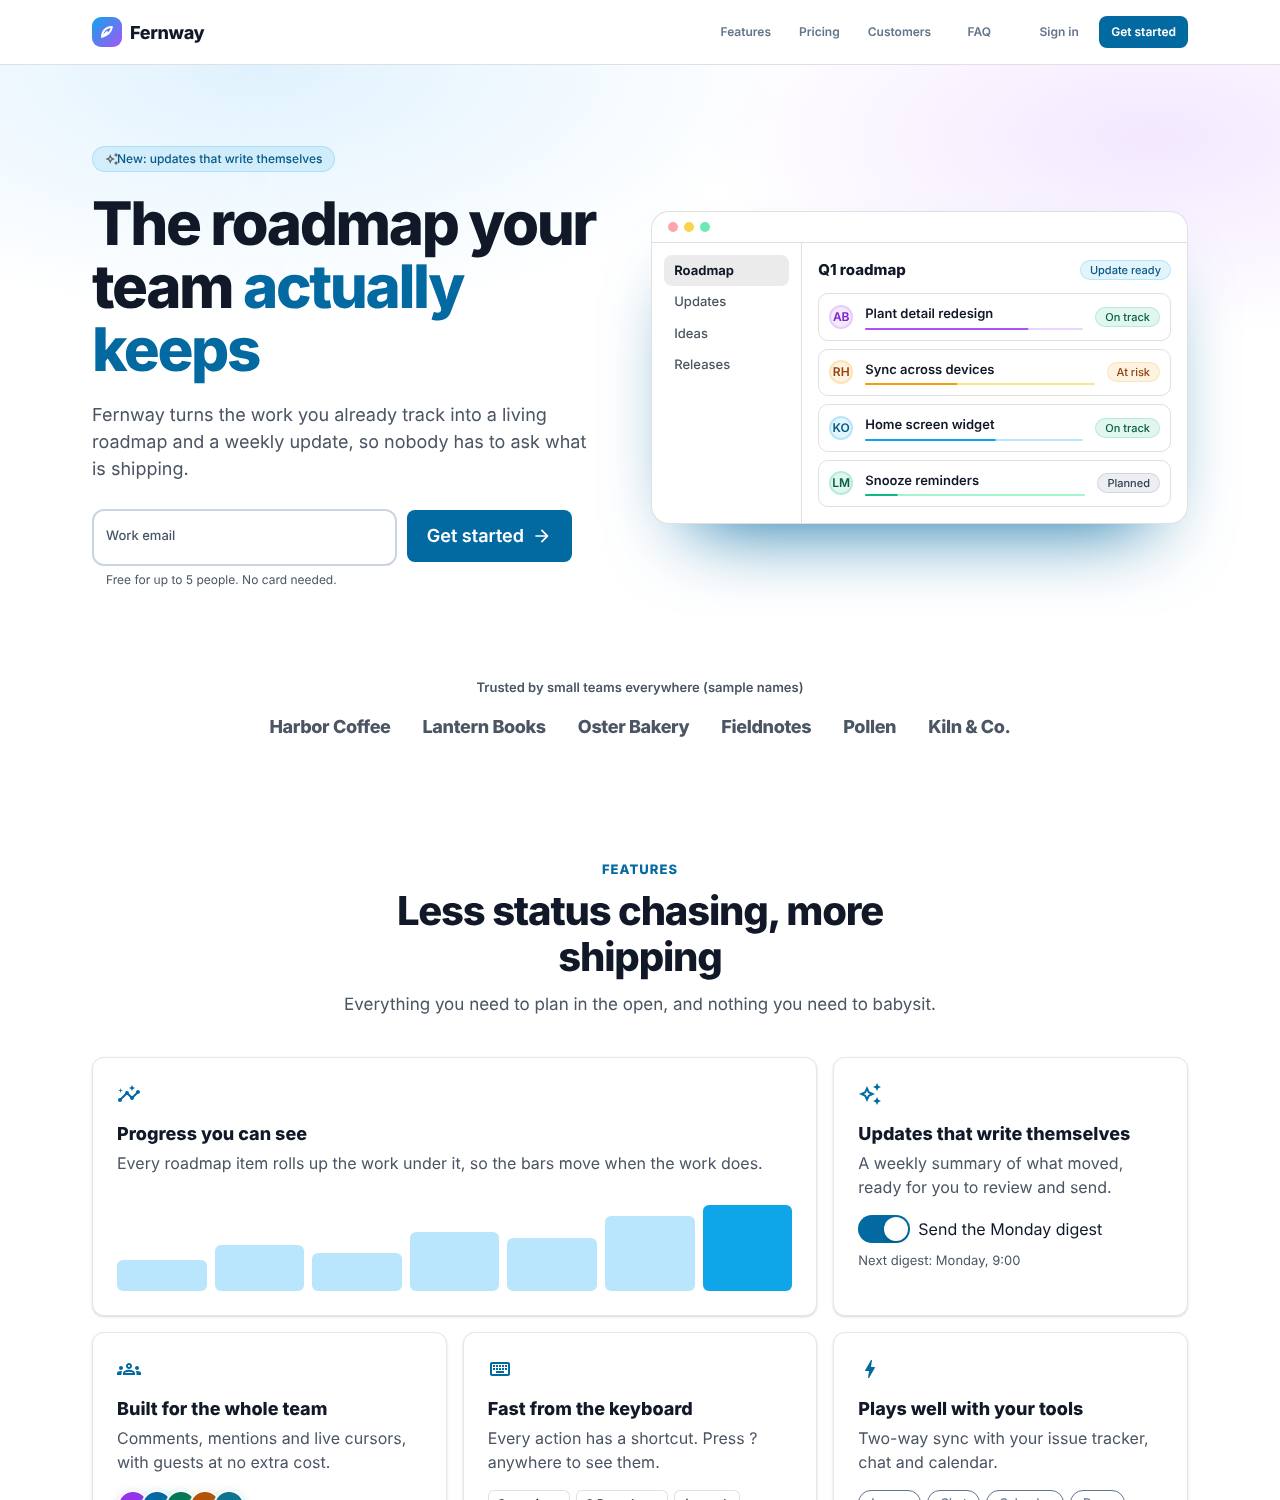 Fernway
Features
Pricing
Customers
FAQ
Sign in
Get started
New: updates that write themselves
The roadmap your
team actually
keeps
Fernway turns the work you already track into a living
roadmap and a weekly update, so nobody has to ask what
is shipping.
Work email
Get started
Free for up to 5 people. No card needed.
Roadmap
Updates
Ideas
Releases
Q1 roadmap
Update ready
AB
Plant detail redesign
On track
RH
Sync across devices
At risk
KO
Home screen widget
On track
LM
Snooze reminders
Planned
Trusted by small teams everywhere (sample names)
Harbor Coffee
Lantern Books
Oster Bakery
Fieldnotes
Pollen
Kiln & Co.
FEATURES
Less status chasing, more
shipping
Everything you need to plan in the open, and nothing you need to babysit.
Progress you can see
Every roadmap item rolls up the work under it, so the bars move when the work does.
Updates that write themselves
A weekly summary of what moved,
ready for you to review and send.
Send the Monday digest
Next digest: Monday, 9:00
Built for the whole team
Comments, mentions and live cursors,
with guests at no extra cost.
Fast from the keyboard
Every action has a shortcut. Press ?
anywhere to see them.
Plays well with your tools
Two-way sync with your issue tracker,
chat and calendar.